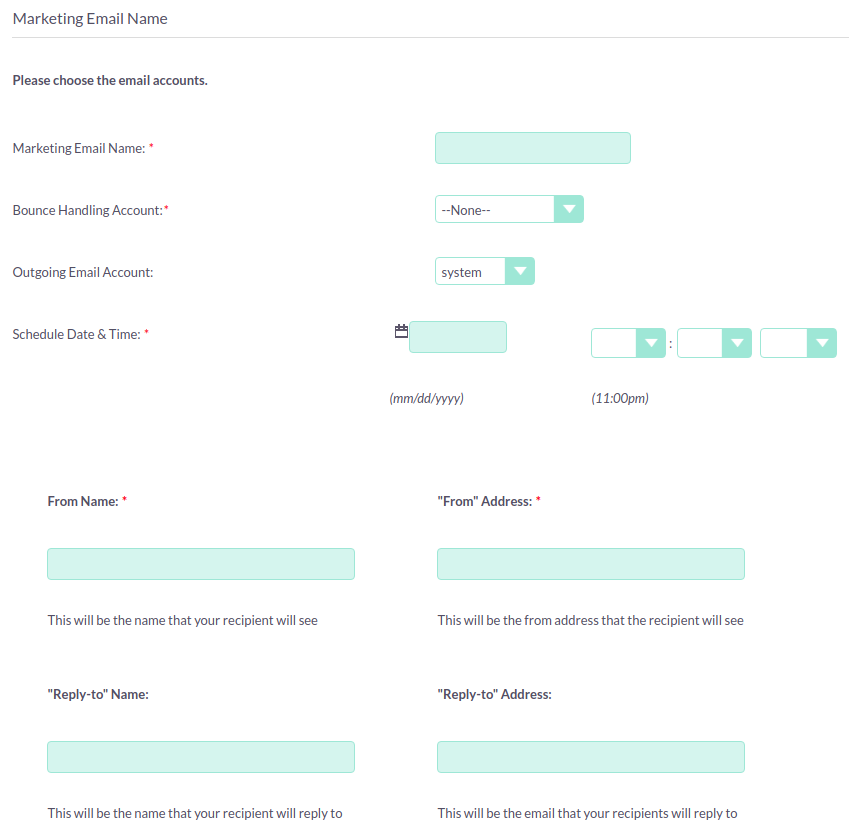 Marketing Email Name
Please choose the email accounts.
Marketing Email Name: *
Bounce Handling Account:*
--None--
Outgoing Email Account:
system
Schedule Date & Time: *
:
(mm/dd/yyyy) (11:00pm)
From Name: * "From" Address: *
This will be the name that your recipient will see This will be the from address that the recipient will see
"Reply-to" Name: "Reply-to" Address:
This will be the name that your recipient will reply to This will be the email that your recipients will reply to